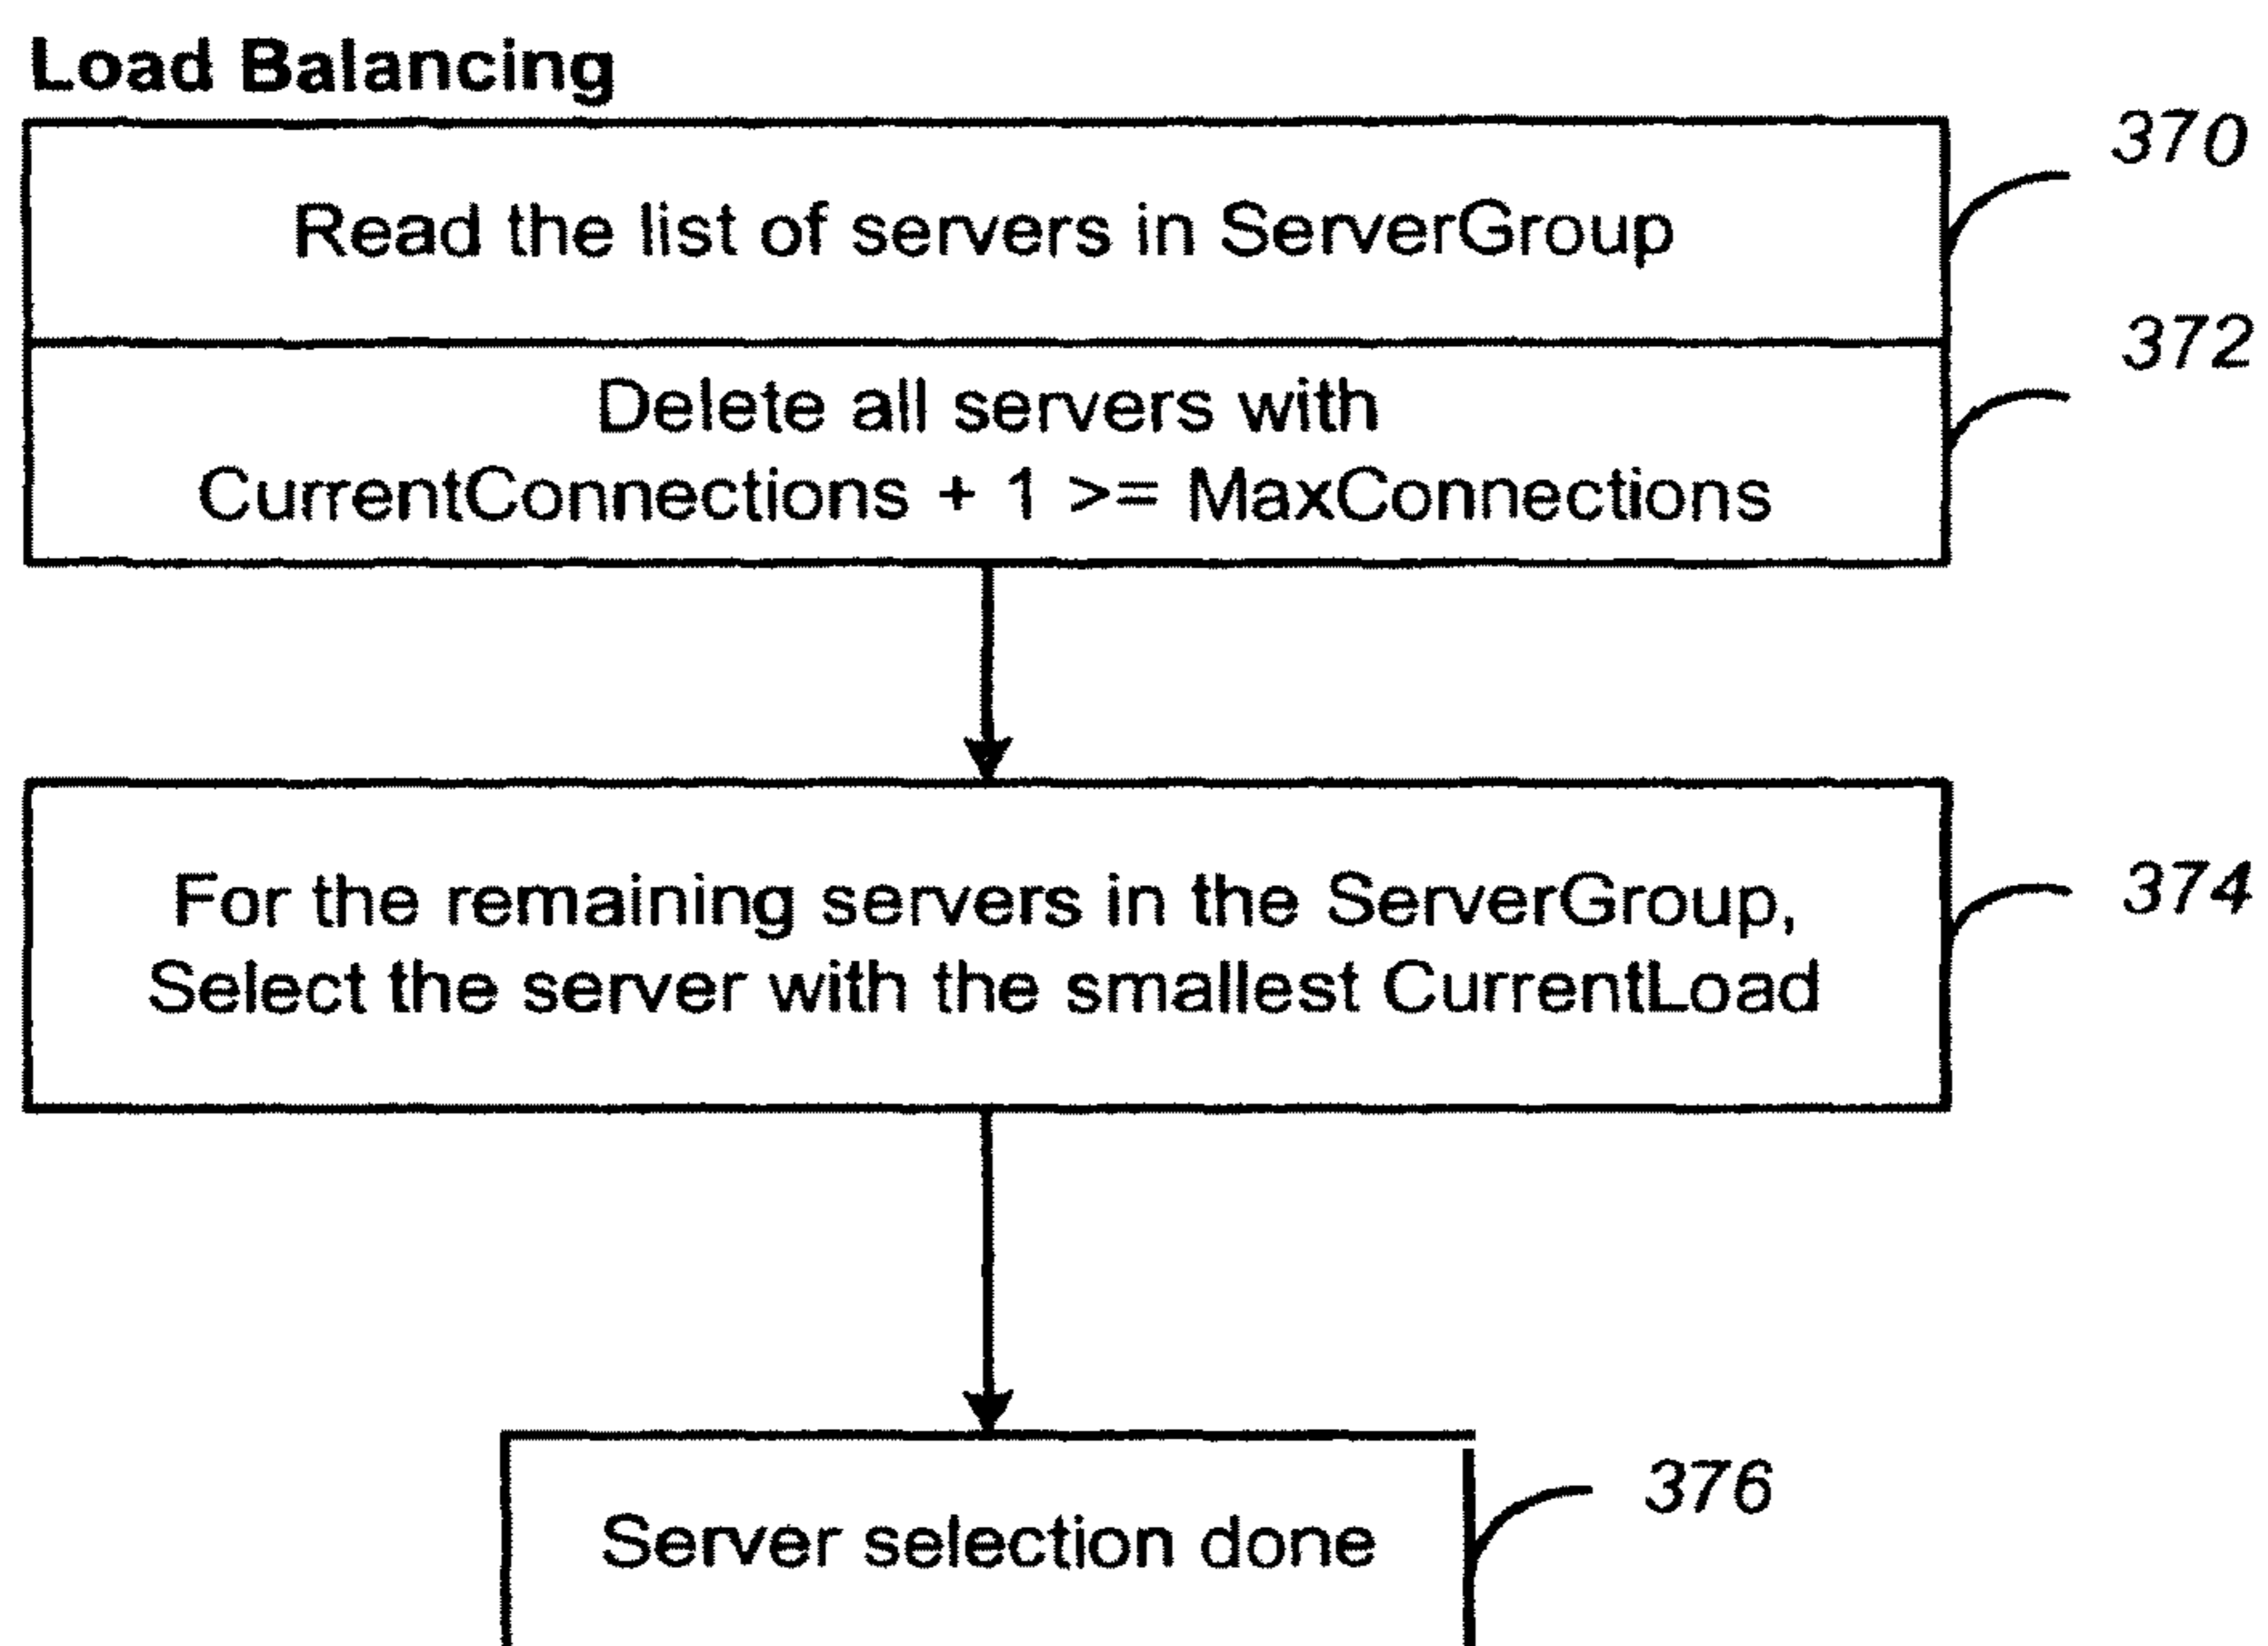 Load Balancing
370
Read the list of servers in ServerGroup
372
Delete all servers with
CurrentConnections + 1 >= MaxConnections
374
For the remaining servers in the ServerGroup,
Select the server with the smallest CurrentLoad
376
Server selection done